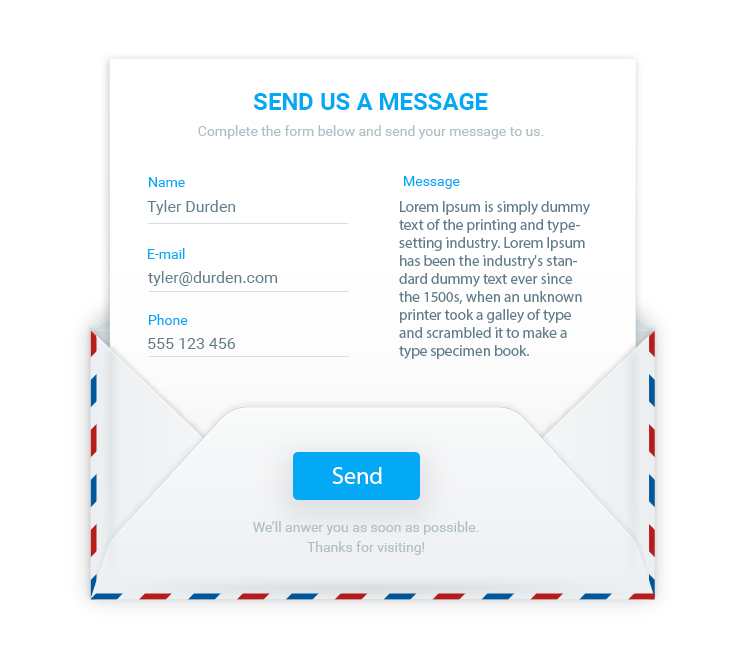 SEND US A MESSAGE
Complete the form below and send your message to us.
Name
Tyler Durden
E-mail
tyler@durden.com
Phone
555 123 456
Message
Lorem Ipsum is simply dummy
text of the printing and type-
setting industry. Lorem Ipsum
has been the industry's stan-
dard dummy text ever since
the 1500s, when an unknown
printer took a galley of type
and scrambled it to make a
type specimen book.
Send
We'll anwer you as soon as possible.
Thanks for visiting!